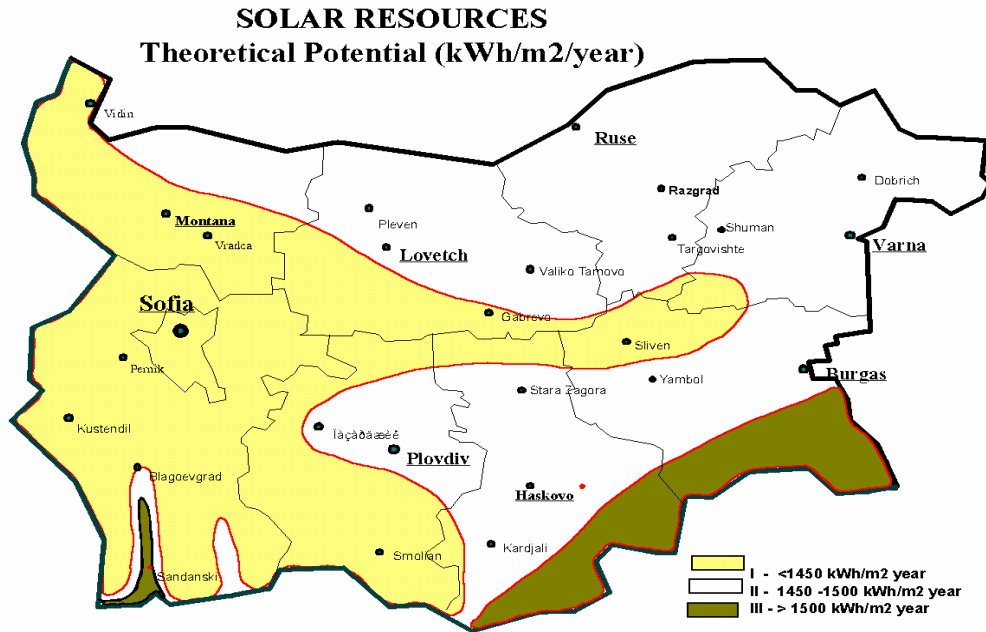 SOLAR RESOURCES
Theoretical Potential (kWh/m2/year)
Vidin
Ruse
Razgrad
Dobrich
Montana
Vradca
Pleven
Lovetch
Shuman
Targovishte
Varna
Valiko Tarnovo
Sofia
Gabrevo
Sliven
Pernik
Yambol
Burgas
Stara Zagora
Kustendil
Ïàçàðäæèê
Plovdiv
Blagoevgrad
Haskovo
Smolian
Kardjali
Sandanski
I - <1450 kWh/m2 year
II - 1450 -1500 kWh/m2 year
III - > 1500 kWh/m2 year